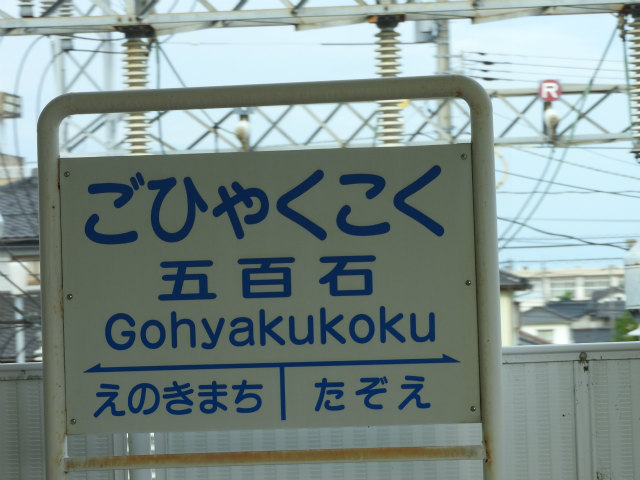 R
ごひゃくこく
五百石
Gohyakukoku
えのきまち たぞえ